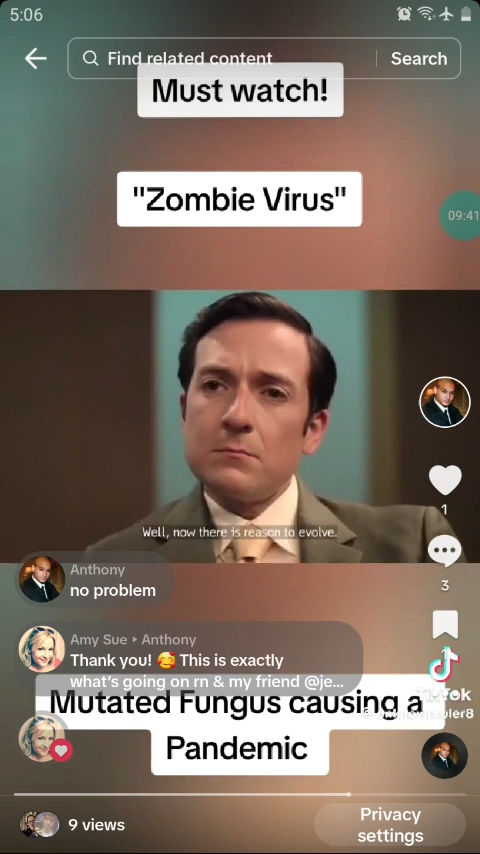 5:06
Find related content
Search
Must watch!
"Zombie Virus"
09:41
Well, now there is reason to evolve.
1
Anthony
no problem
3
Amy Sue ▸ Anthony
Thank you! 🥰 This is exactly
what's going on rn & my friend @je...
Mutated Fungus causing a
Pandemic
TikTok
9 views
Privacy
settings